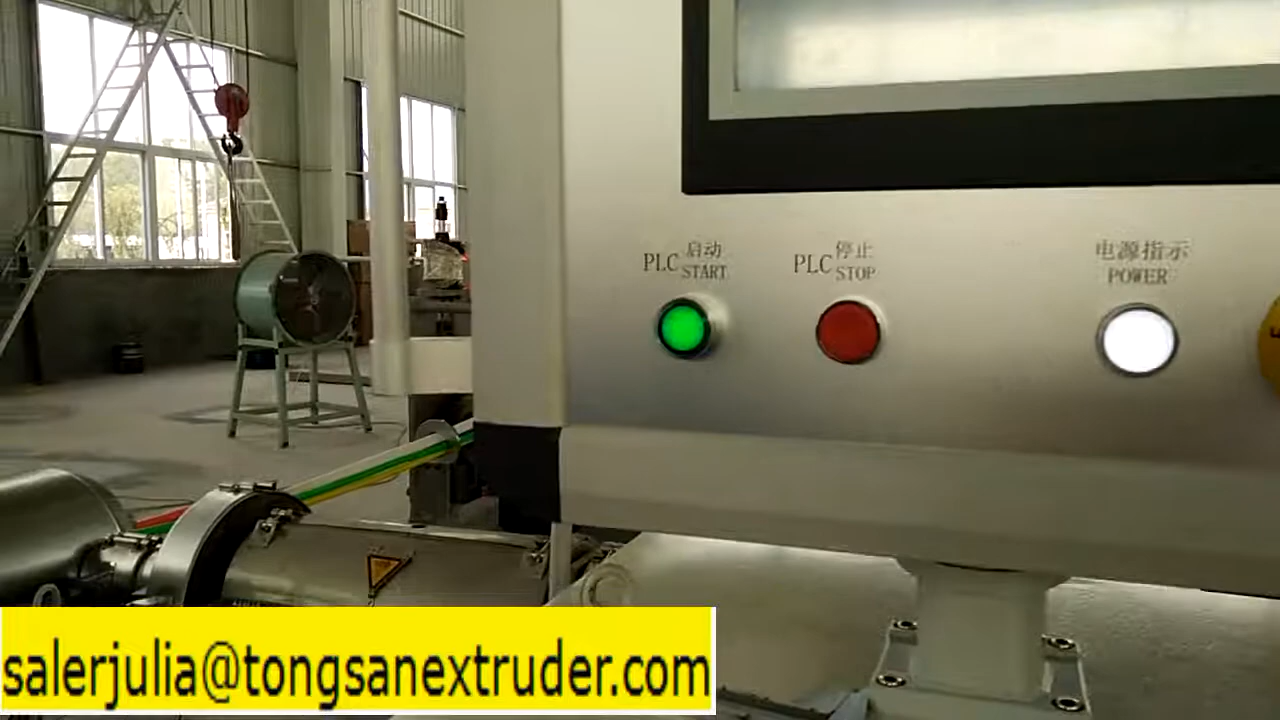 PLC 启动 START
PLC 停止 STOP
电源指示
POWER
salerjulia@tongsanextruder.com